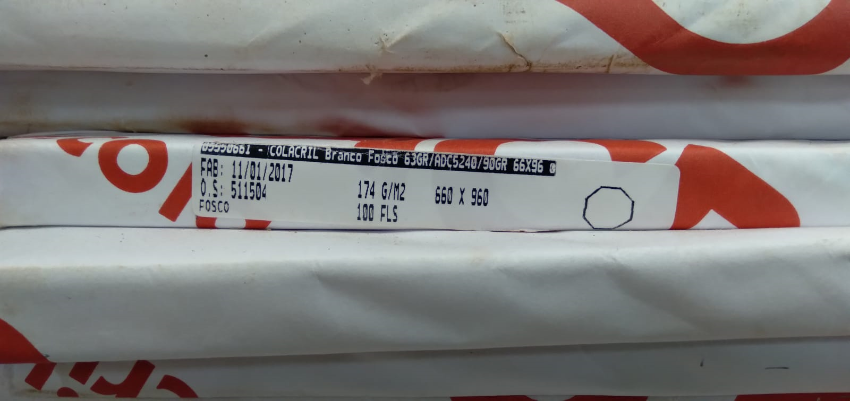 COLACRIL Branco Fosco 63GR/ADC5240/90GR 66X96
FAB: 11/01/2017
O.S: 511504 174 G/M2 660 X 960
FOSCO 100 FLS